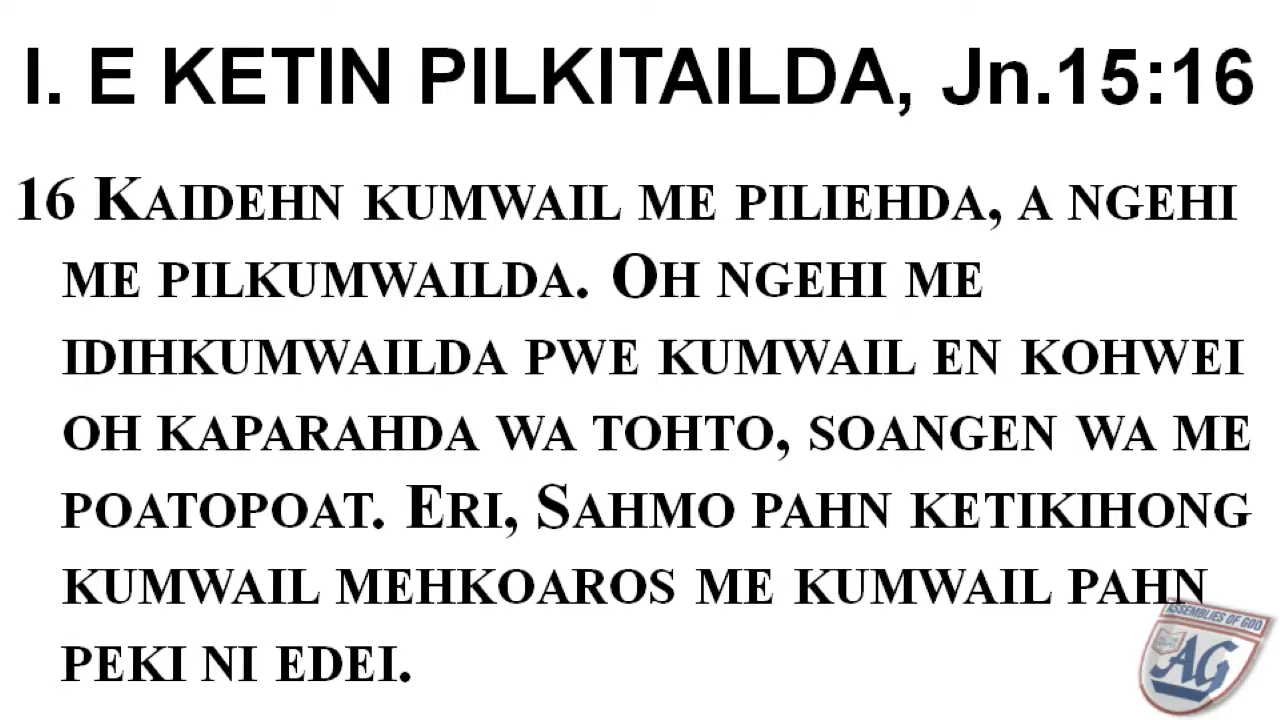 I. E KETIN PILKITAILDA, Jn.15:16
16 KAIDEHN KUMWAIL ME PILIEHDA, A NGEHI
ME PILKUMWAILDA. OH NGEHI ME
IDIHKUMWAILDA PWE KUMWAIL EN KOHWEI
OH KAPARAHDA WA TOHTO, SOANGEN WA ME
POATOPOAT. ERI, SAHMO PAHN KETIKIHONG
KUMWAIL MEHKOAROS ME KUMWAIL PAHN
PEKI NI EDEI.
ASSEMBLIES OF GOD
AG